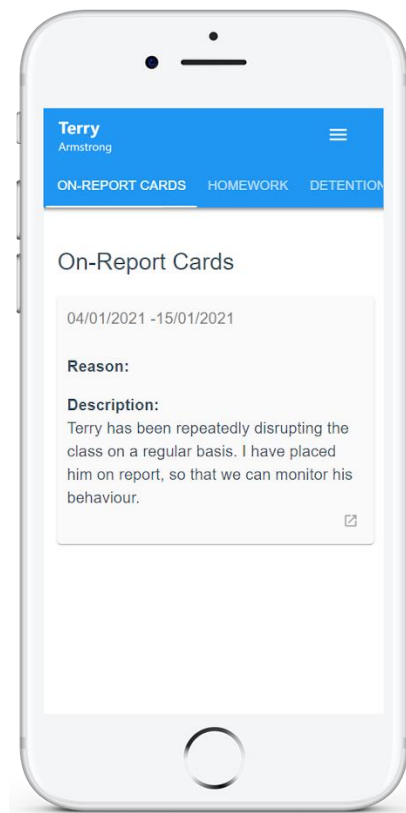 Terry
Armstrong
ON-REPORT CARDS HOMEWORK DETENTION
On-Report Cards
04/01/2021 -15/01/2021
Reason:
Description:
Terry has been repeatedly disrupting the
class on a regular basis. I have placed
him on report, so that we can monitor his
behaviour.